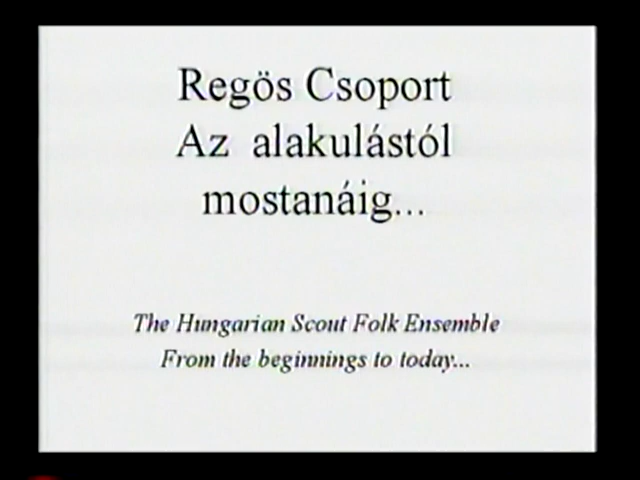 Regös Csoport
Az alakulástól
mostanáig...
The Hungarian Scout Folk Ensemble
From the beginnings to today...